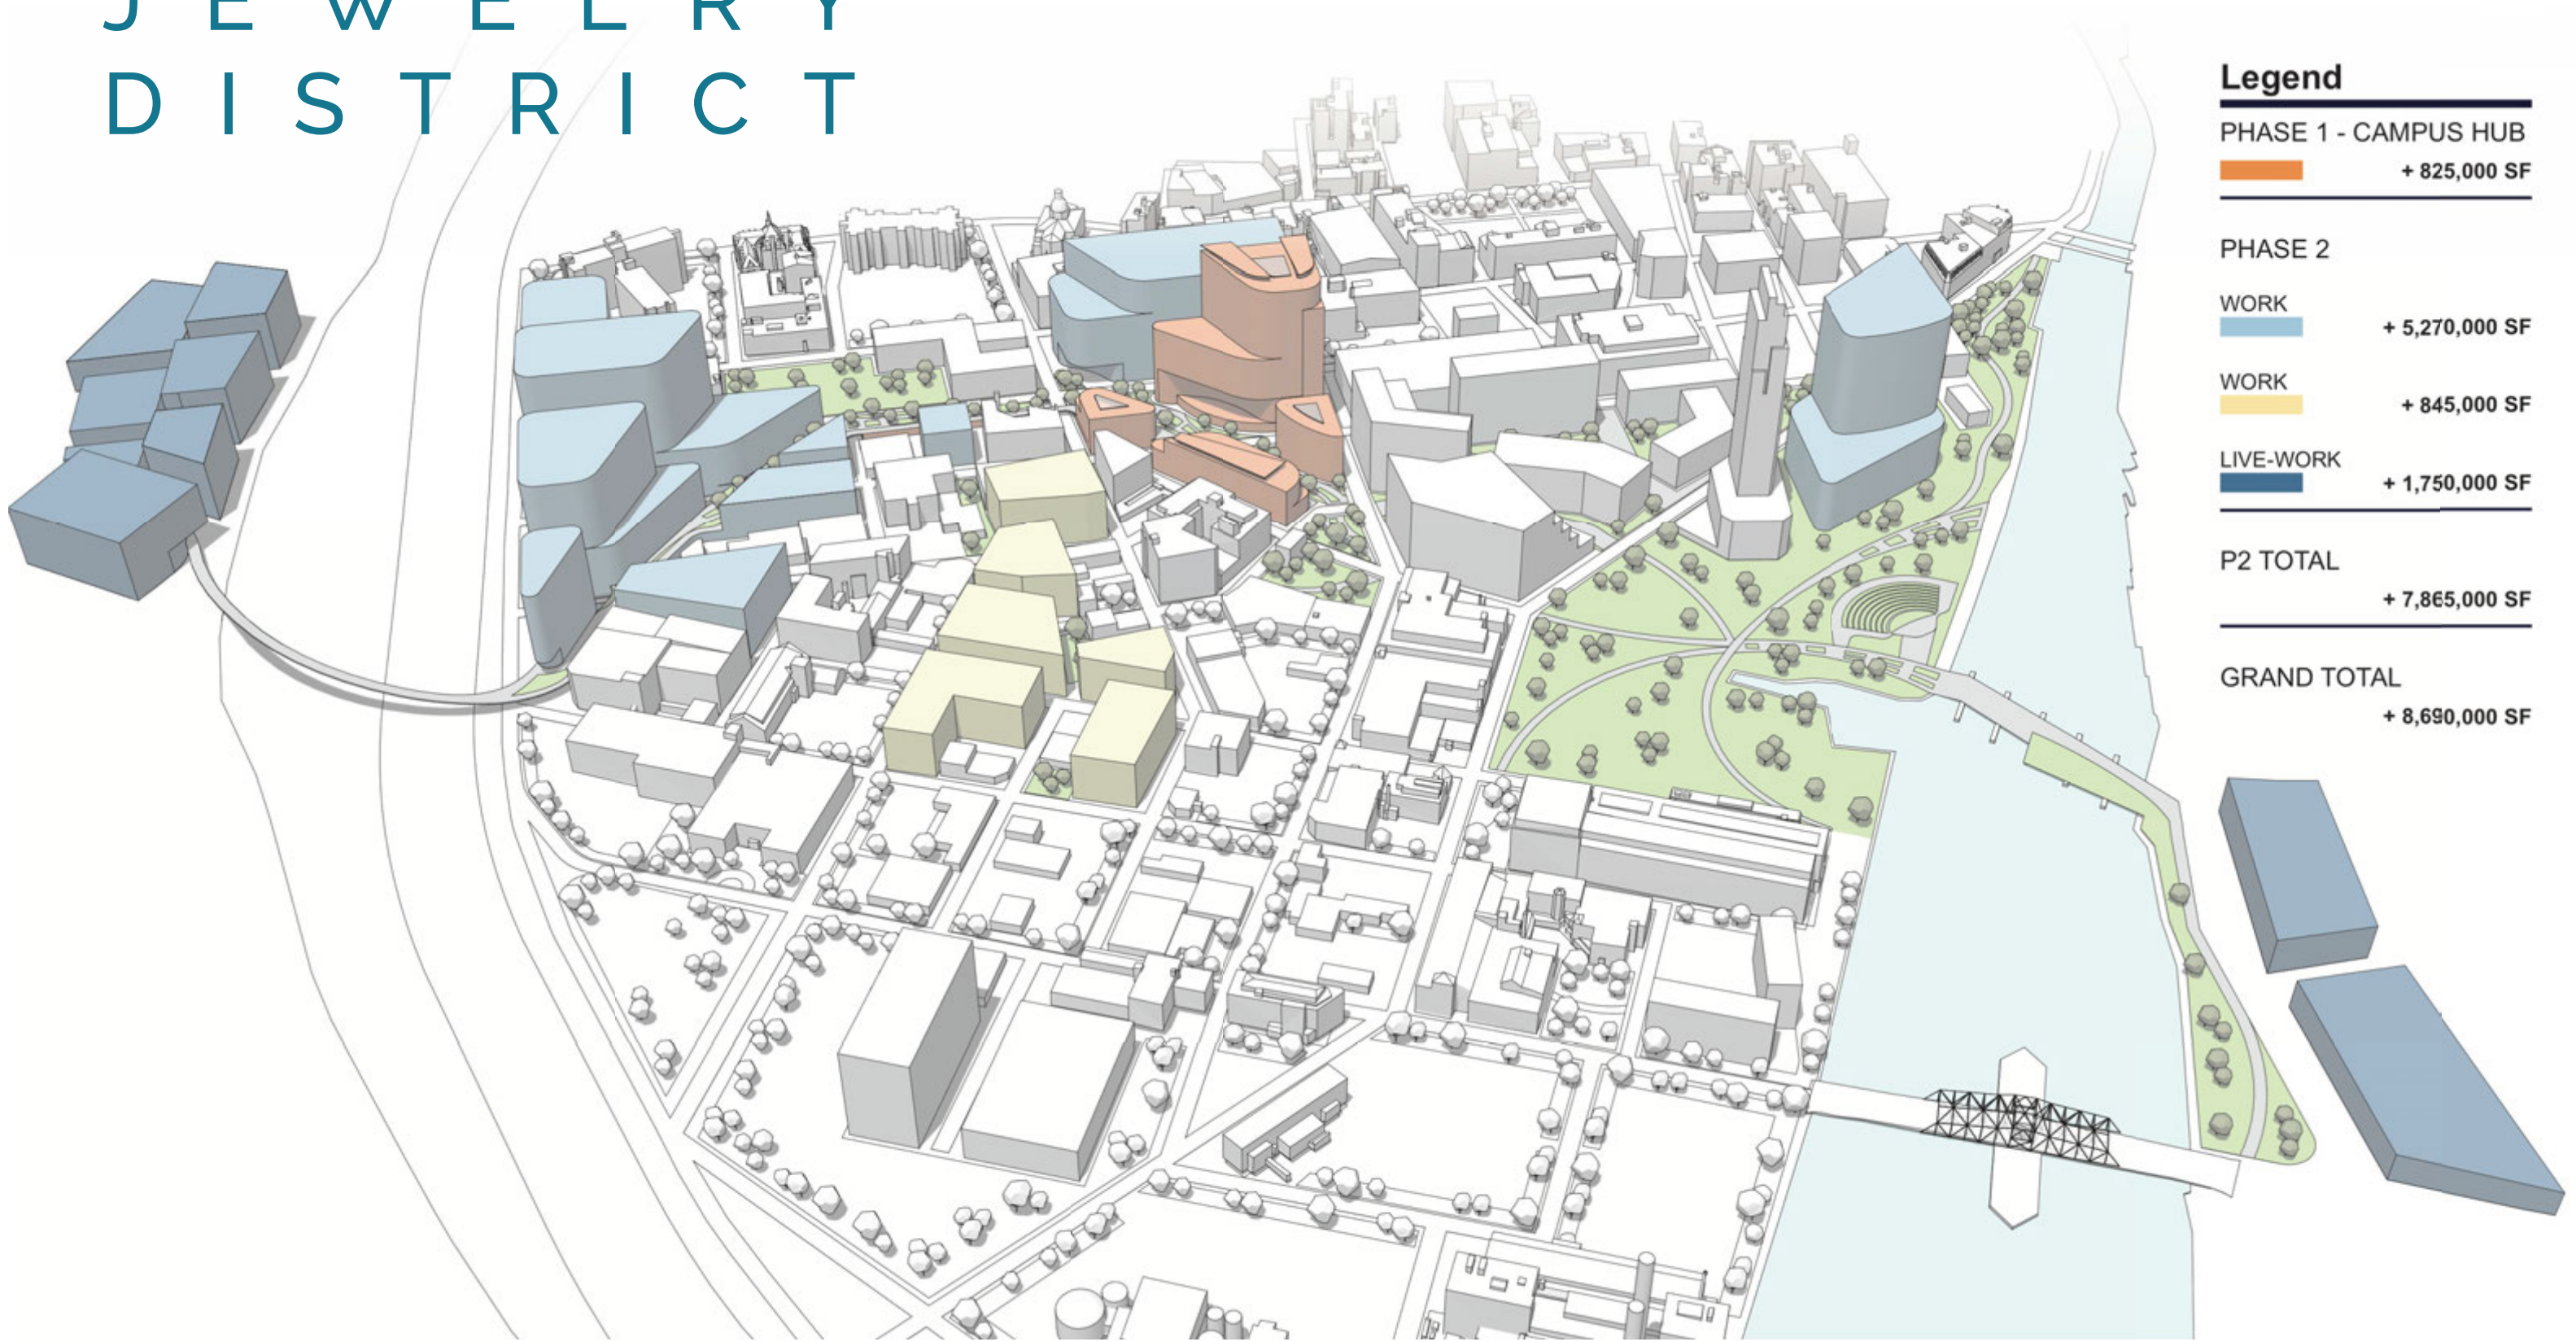 JEWELRY
DISTRICT
Legend
PHASE 1 - CAMPUS HUB
+ 825,000 SF
PHASE 2
WORK
+ 5,270,000 SF
WORK
+ 845,000 SF
LIVE-WORK
+ 1,750,000 SF
P2 TOTAL
+ 7,865,000 SF
GRAND TOTAL
+ 8,690,000 SF